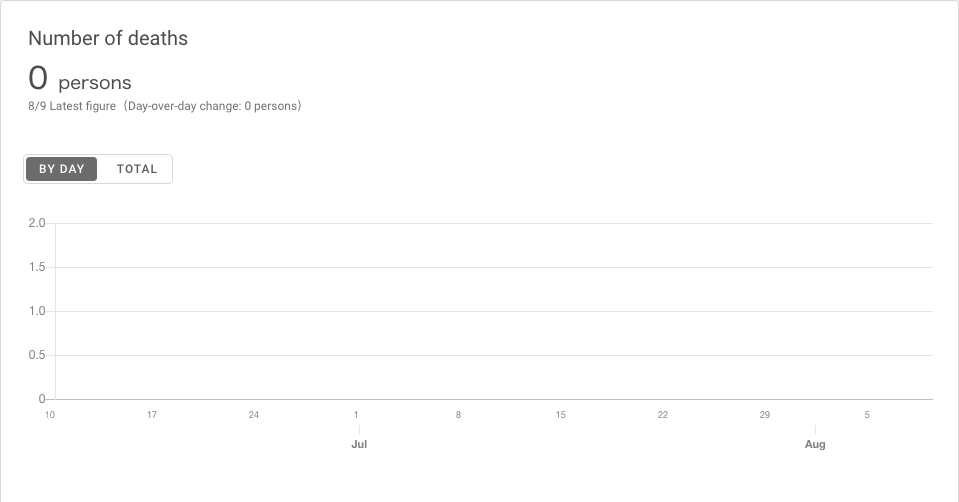 Number of deaths
0 persons
8/9 Latest figure（Day-over-day change: 0 persons）
BY DAY TOTAL
2.0
1.5
1.0
0.5
0
10 17 24 1 8 15 22 29 5
Jul Aug